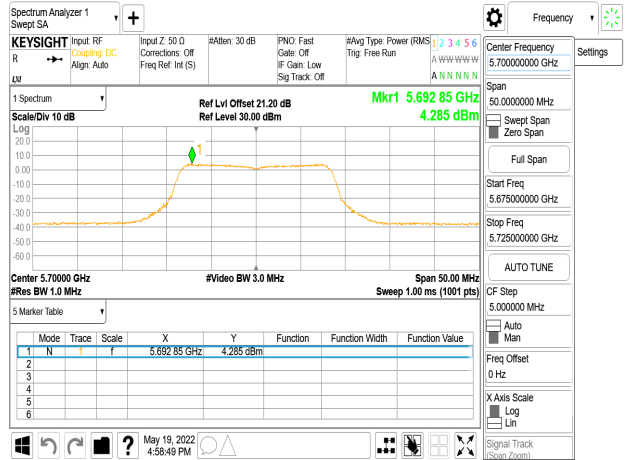 Spectrum Analyzer 1
Swept SA
Frequency
KEYSIGHT
R
Input: RF
Coupling: DC
Align: Auto
Input Z: 50 Ω
Corrections: Off
Freq Ref: Int (S)
#Atten: 30 dB
PNO: Fast
Gate: Off
IF Gain: Low
Sig Track: Off
#Avg Type: Power (RMS
Trig: Free Run
1 2 3 4 5 6
A W W W W W
A N N N N N
Center Frequency
5.700000000 GHz
Settings
Span
50.0000000 MHz
Swept Span
Zero Span
Full Span
Start Freq
5.675000000 GHz
Stop Freq
5.725000000 GHz
AUTO TUNE
CF Step
5.000000 MHz
Auto
Man
Freq Offset
0 Hz
X Axis Scale
Log
Lin
Signal Track
(Span Zoom)
1 Spectrum
Scale/Div 10 dB
Ref Lvl Offset 21.20 dB
Ref Level 30.00 dBm
Mkr1 5.692 85 GHz
4.285 dBm
Log
20.0
10.0
0.00
-10.0
-20.0
-30.0
-40.0
-50.0
-60.0
1
Center 5.70000 GHz
#Res BW 1.0 MHz
#Video BW 3.0 MHz
Span 50.00 MHz
Sweep 1.00 ms (1001 pts)
5 Marker Table
Mode Trace Scale X Y Function Function Width Function Value
1 N 1 f 5.692 85 GHz 4.285 dBm
2
3
4
5
6
?
May 19, 2022
4:58:49 PM